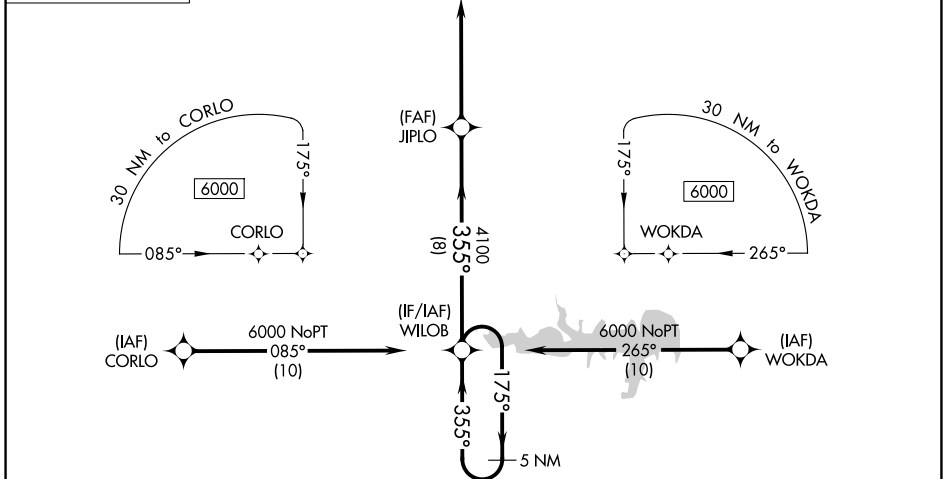 30 NM to CORLO
175°
6000
CORLO
085°
(FAF)
JIPLO
30 NM to WOKDA
175°
6000
WOKDA
265°
4100
355°
(8)
(IF/IAF)
WILOB
(IAF)
CORLO
6000 NoPT
085°
(10)
6000 NoPT
265°
(10)
(IAF)
WOKDA
355°
175°
5 NM